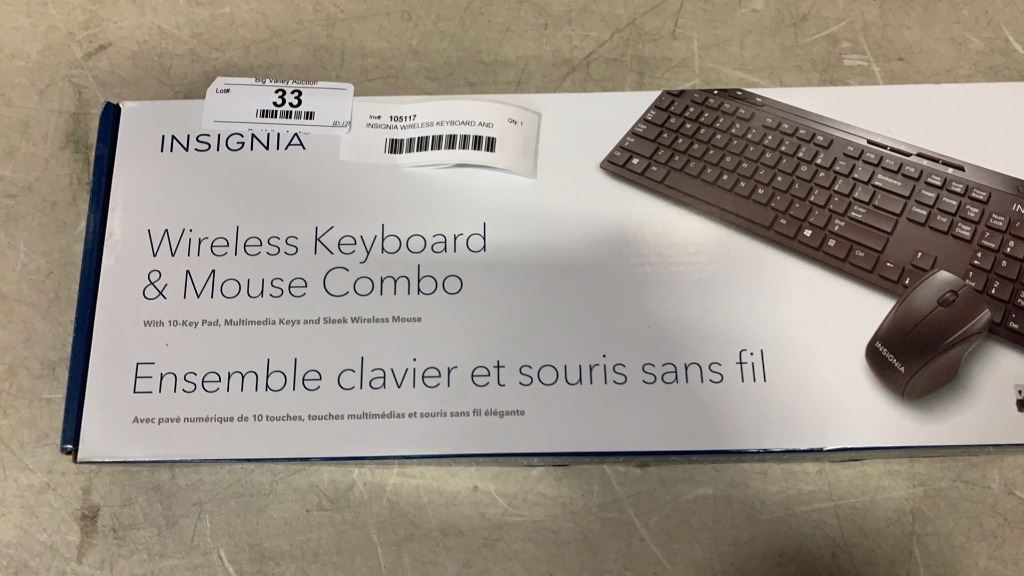 Big Valley Auction
Lot#:
33
Inv#: 105117
Qty: 1
INSIGNIA WIRELESS KEYBOARD AND
INSIGNIA
Wireless Keyboard
& Mouse Combo
With 10-Key Pad, Multimedia Keys and Sleek Wireless Mouse
Ensemble clavier et souris sans fil
Avec pavé numérique de 10 touches, touches multimédias et souris sans fil élégante
INSIGNIA